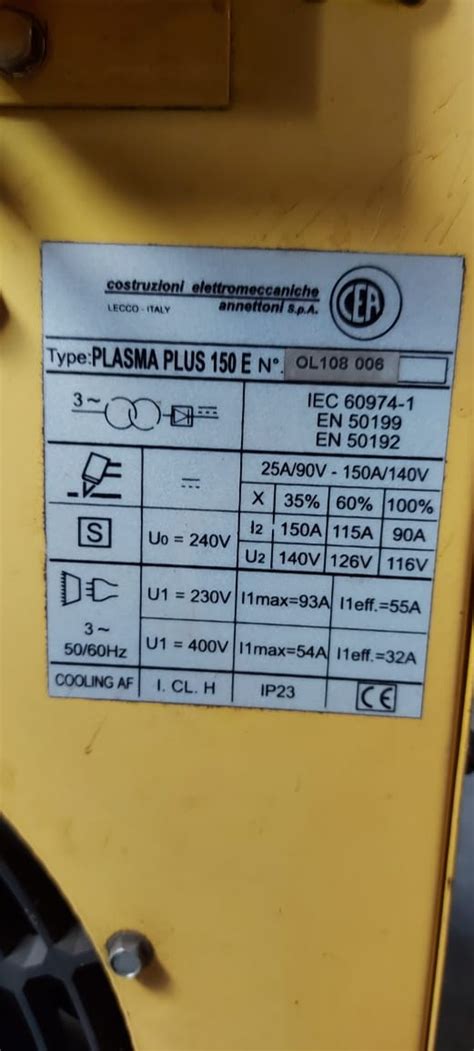 costruzioni elettromeccaniche
LECCO - ITALY annettoni S.p.A.
CEA
Type: PLASMA PLUS 150 E N°. OL108 006
3~
IEC 60974-1
EN 50199
EN 50192
25A/90V - 150A/140V
X 35% 60% 100%
S U0 = 240V I2 150A 115A 90A
U2 140V 126V 116V
U1 = 230V I1max=93A I1eff.=55A
3~
50/60Hz U1 = 400V I1max=54A I1eff.=32A
COOLING AF I. CL. H IP23 CE